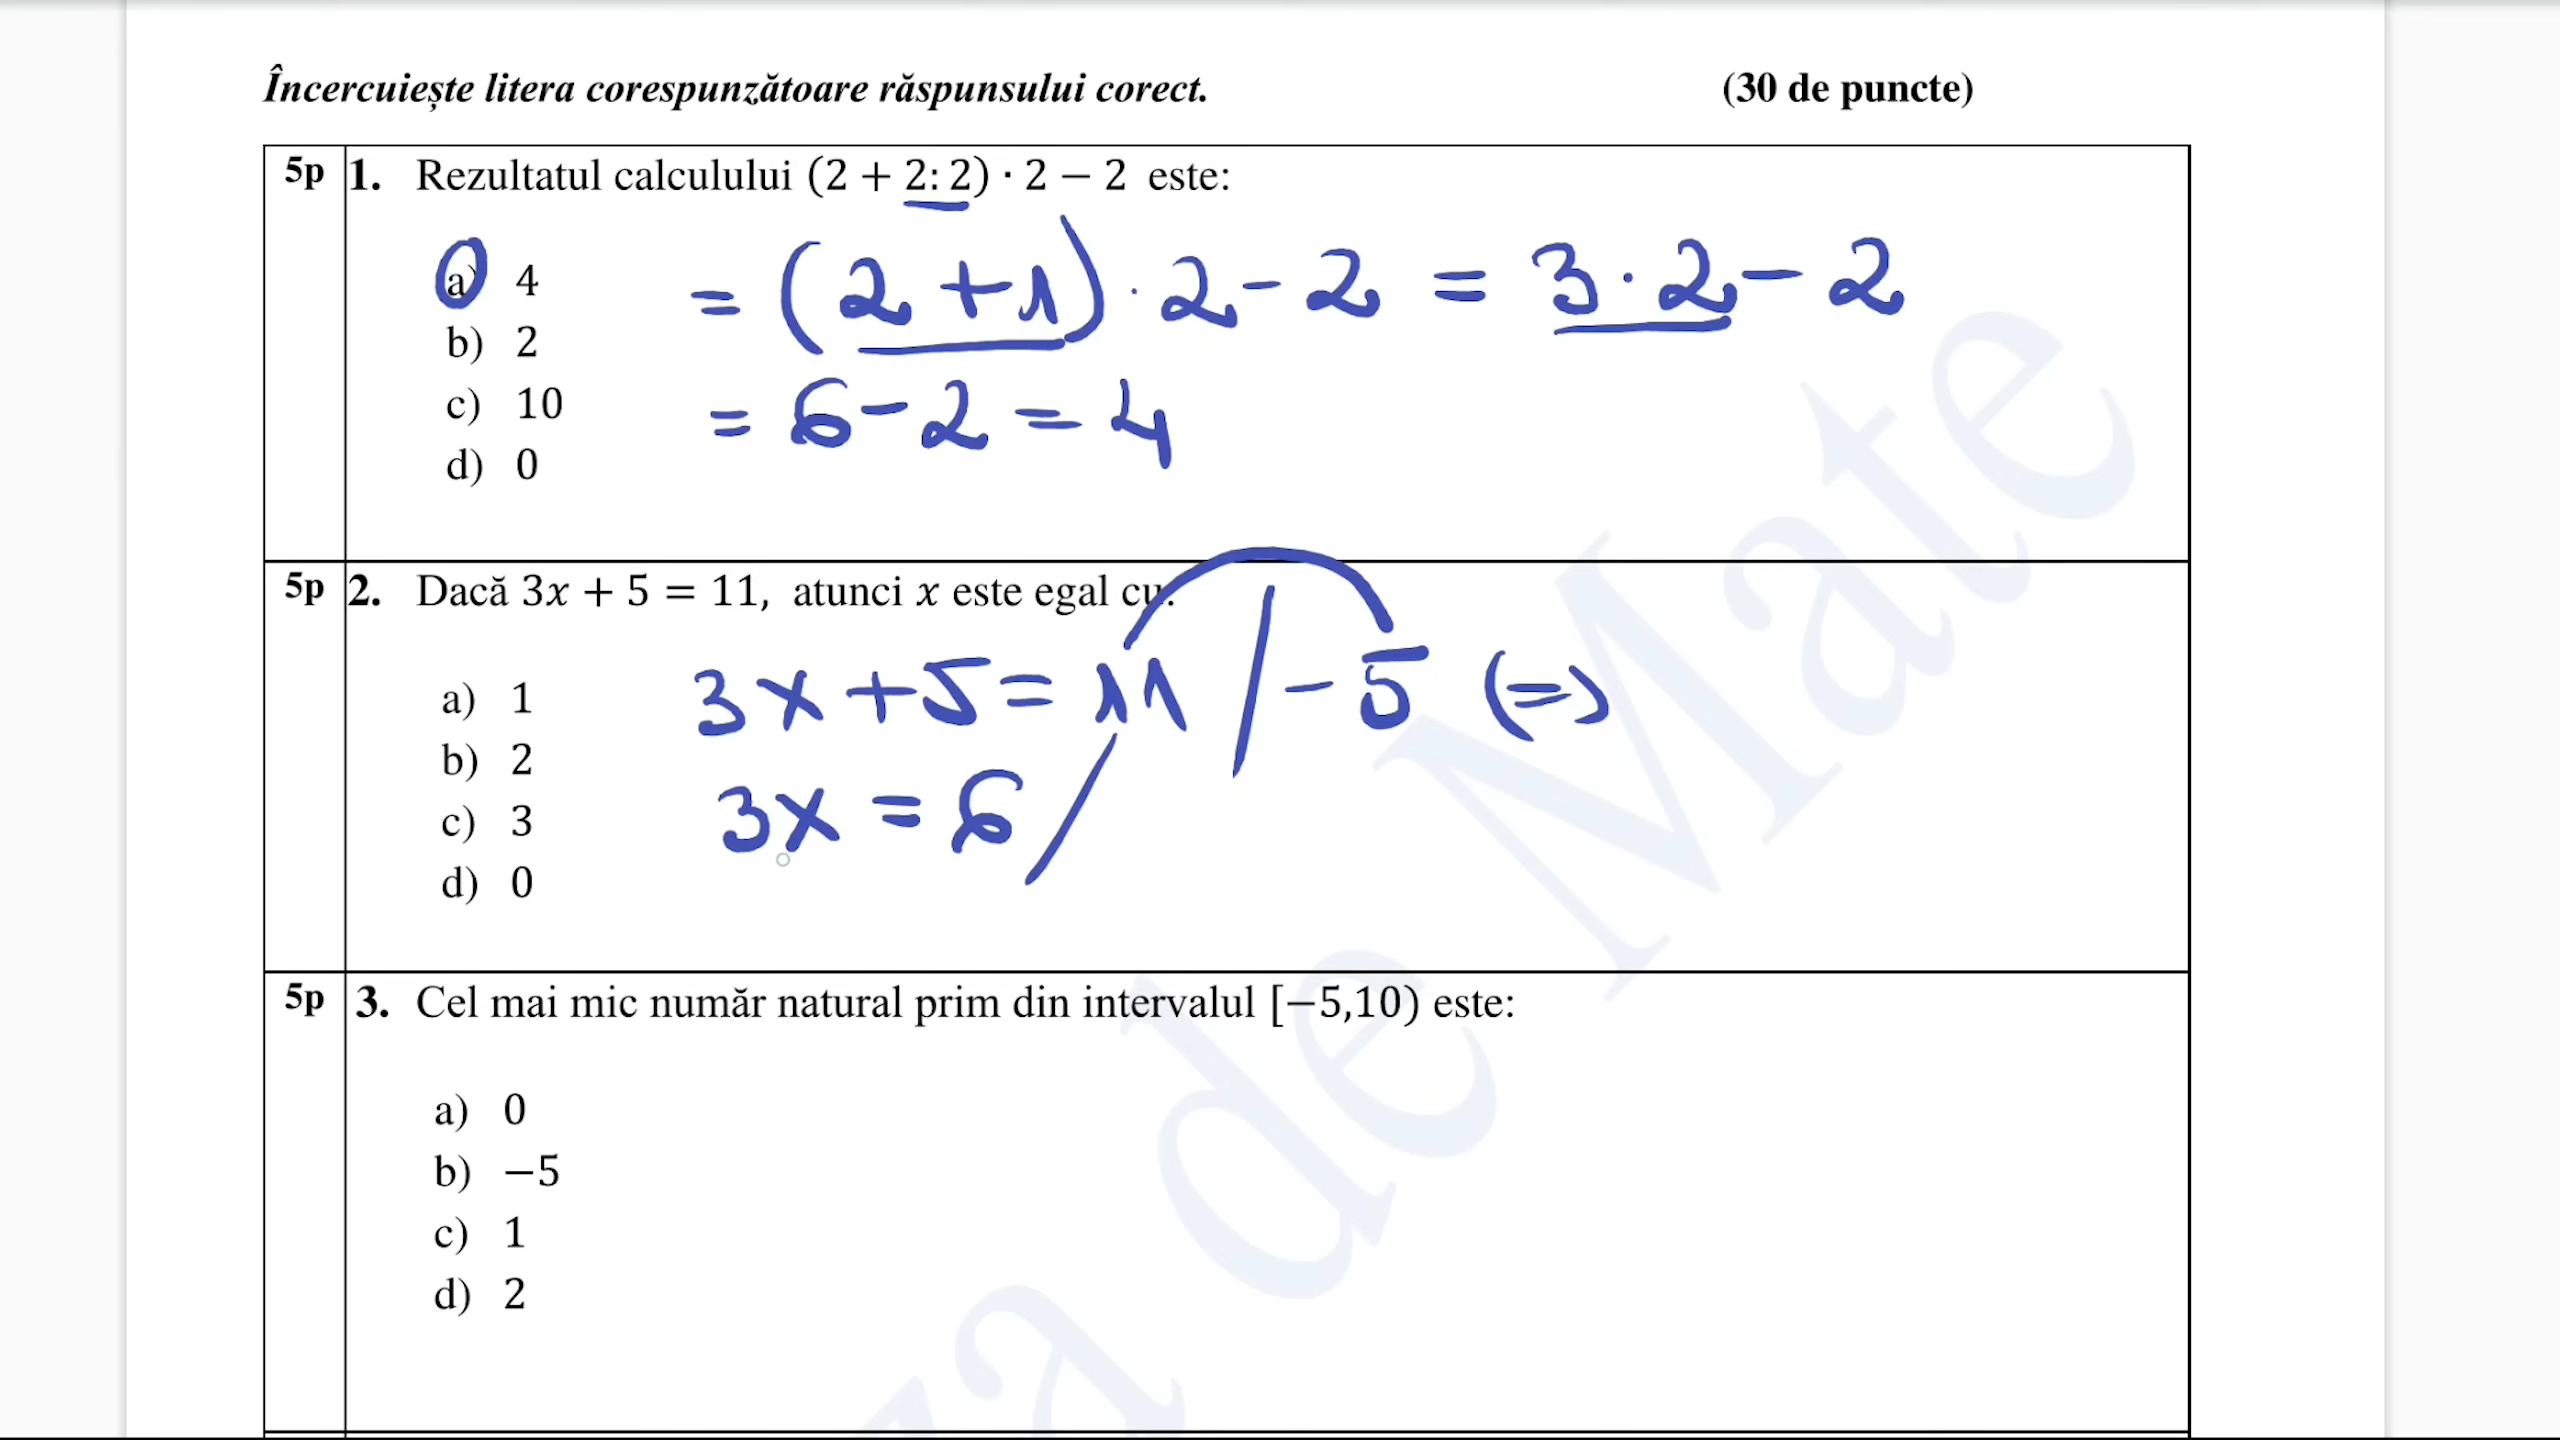 Încercuiește litera corespunzătoare răspunsului corect. (30 de puncte)
5p 1. Rezultatul calculului (2 + 2: 2) · 2 − 2 este:
a) 4 = (2 + 1) · 2 - 2 = 3 · 2 - 2
b) 2
c) 10 = 6 - 2 = 4
d) 0
5p 2. Dacă 3x + 5 = 11, atunci x este egal cu:
a) 1 3x + 5 = 11 / - 5 (=)
b) 2
c) 3 3x = 6 /
d) 0
5p 3. Cel mai mic număr natural prim din intervalul [−5,10) este:
a) 0
b) −5
c) 1
d) 2
de Mate